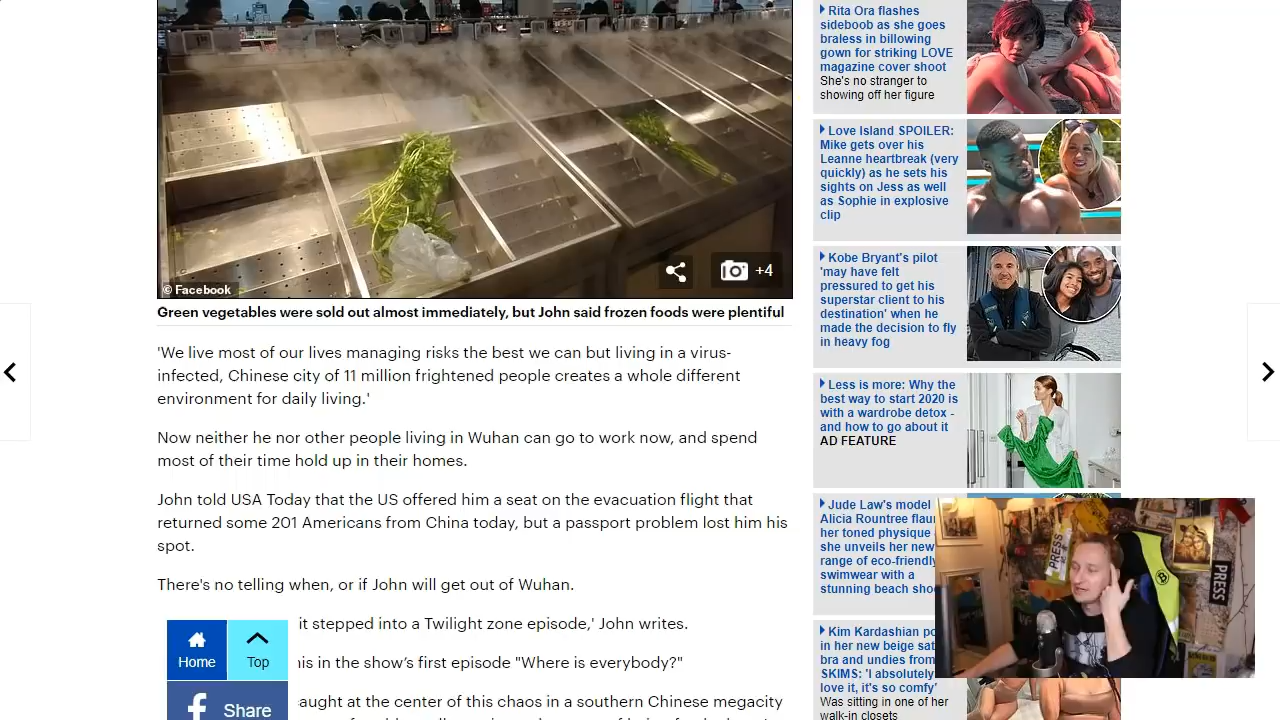 © Facebook
+4
Green vegetables were sold out almost immediately, but John said frozen foods were plentiful
'We live most of our lives managing risks the best we can but living in a virus-
infected, Chinese city of 11 million frightened people creates a whole different
environment for daily living.'
Now neither he nor other people living in Wuhan can go to work now, and spend
most of their time hold up in their homes.
John told USA Today that the US offered him a seat on the evacuation flight that
returned some 201 Americans from China today, but a passport problem lost him his
spot.
There's no telling when, or if John will get out of Wuhan.
it stepped into a Twilight zone episode,' John writes.
is in the show's first episode "Where is everybody?"
aught at the center of this chaos in a southern Chinese megacity
Home
Top
Share
Rita Ora flashes
sideboob as she goes
braless in billowing
gown for striking LOVE
magazine cover shoot
She's no stranger to
showing off her figure
Love Island SPOILER:
Mike gets over his
Leanne heartbreak (very
quickly) as he sets his
sights on Jess as well
as Sophie in explosive
clip
Kobe Bryant's pilot
'may have felt
pressured to get his
superstar client to his
destination' when he
made the decision to fly
in heavy fog
Less is more: Why the
best way to start 2020 is
with a wardrobe detox -
and how to go about it
AD FEATURE
Jude Law's model
Alicia Rountree flau
her toned physique
she unveils her new
range of eco-friendly
swimwear with a
stunning beach sho
Kim Kardashian po
in her new beige sat
bra and undies from
SKIMS: 'I absolutely
love it, it's so comfy'
Was sitting in one of her
walk-in closets
PRESS
PRESS